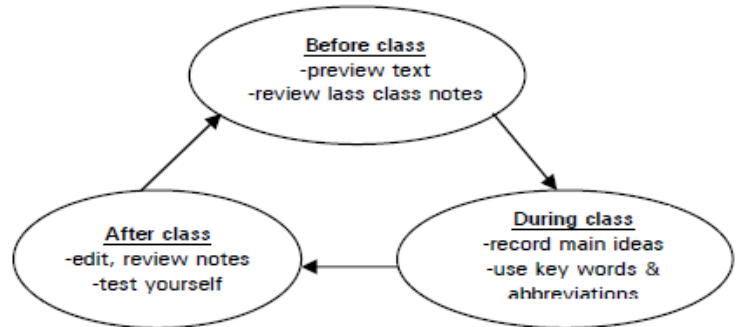 Before class
-preview text
-review lass class notes
During class
-record main ideas
-use key words &
abbreviations
After class
-edit, review notes
-test yourself